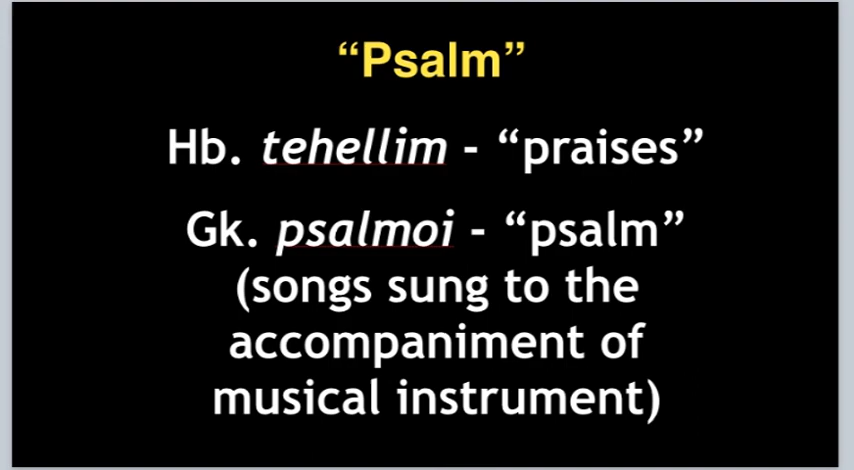 “Psalm”
Hb. tehellim - “praises”
Gk. psalmoi - “psalm”
(songs sung to the
accompaniment of
musical instrument)